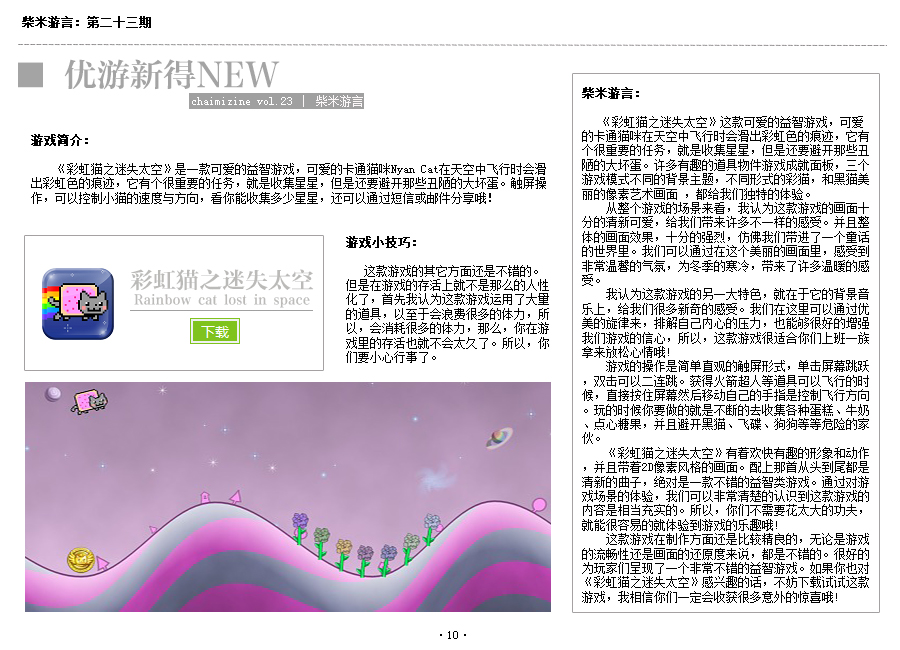 柴米游言：第二十三期
优游新得NEW
chaimizine vol.23 | 柴米游言
游戏简介：
《彩虹猫之迷失太空》是一款可爱的益智游戏，可爱的卡通猫咪Nyan Cat在天空中飞行时会滑
出彩虹色的痕迹，它有个很重要的任务，就是收集星星，但是还要避开那些丑陋的大坏蛋。触屏操
作，可以控制小猫的速度与方向，看你能收集多少星星，还可以通过短信或邮件分享哦！
彩虹猫之迷失太空
Rainbow cat lost in space
下载
游戏小技巧：
这款游戏的其它方面还是不错的。
但是在游戏的存活上就不是那么的人性
化了，首先我认为这款游戏运用了大量
的道具，以至于会浪费很多的体力，所
以，会消耗很多的体力，那么，你在游
戏里的存活也就不会太久了。所以，你
们要小心行事了。
柴米游言：
《彩虹猫之迷失太空》这款可爱的益智游戏，可爱
的卡通猫咪在天空中飞行时会滑出彩虹色的痕迹，它有
个很重要的任务，就是收集星星，但是还要避开那些丑
陋的大坏蛋。许多有趣的道具物件游戏成就面板，三个
游戏模式不同的背景主题，不同形式的彩猫，和黑猫美
丽的像素艺术画面 ，都给我们独特的体验。
从整个游戏的场景来看，我认为这款游戏的画面十
分的清新可爱，给我们带来许多不一样的感受。并且整
体的画面效果，十分的强烈，仿佛我们带进了一个童话
的世界里。我们可以通过在这个美丽的画面里，感受到
非常温馨的气氛，为冬季的寒冷，带来了许多温暖的感
受。
我认为这款游戏的另一大特色，就在于它的背景音
乐上，给我们很多新奇的感受。我们在这里可以通过优
美的旋律来，排解自己内心的压力，也能够很好的增强
我们游戏的信心，所以，这款游戏很适合你们上班一族
拿来放松心情哦！
游戏的操作是简单直观的触屏形式，单击屏幕跳跃
，双击可以二连跳。获得火箭超人等道具可以飞行的时
候，直接按住屏幕然后移动自己的手指是控制飞行方向
。玩的时候你要做的就是不断的去收集各种蛋糕、牛奶
、点心糖果，并且避开黑猫、飞碟、狗狗等等危险的家
伙。
《彩虹猫之迷失太空》有着欢快有趣的形象和动作
，并且带着2D像素风格的画面。配上那首从头到尾都是
清新的曲子，绝对是一款不错的益智类游戏。通过对游
戏场景的体验，我们可以非常清楚的认识到这款游戏的
内容是相当充实的。所以，你们不需要花太大的功夫，
就能很容易的就体验到游戏的乐趣哦！
这款游戏在制作方面还是比较精良的，无论是游戏
的流畅性还是画面的还原度来说，都是不错的。很好的
为玩家们呈现了一个非常不错的益智游戏。如果你也对
《彩虹猫之迷失太空》感兴趣的话，不妨下载试试这款
游戏，我相信你们一定会收获很多意外的惊喜哦！
·10·